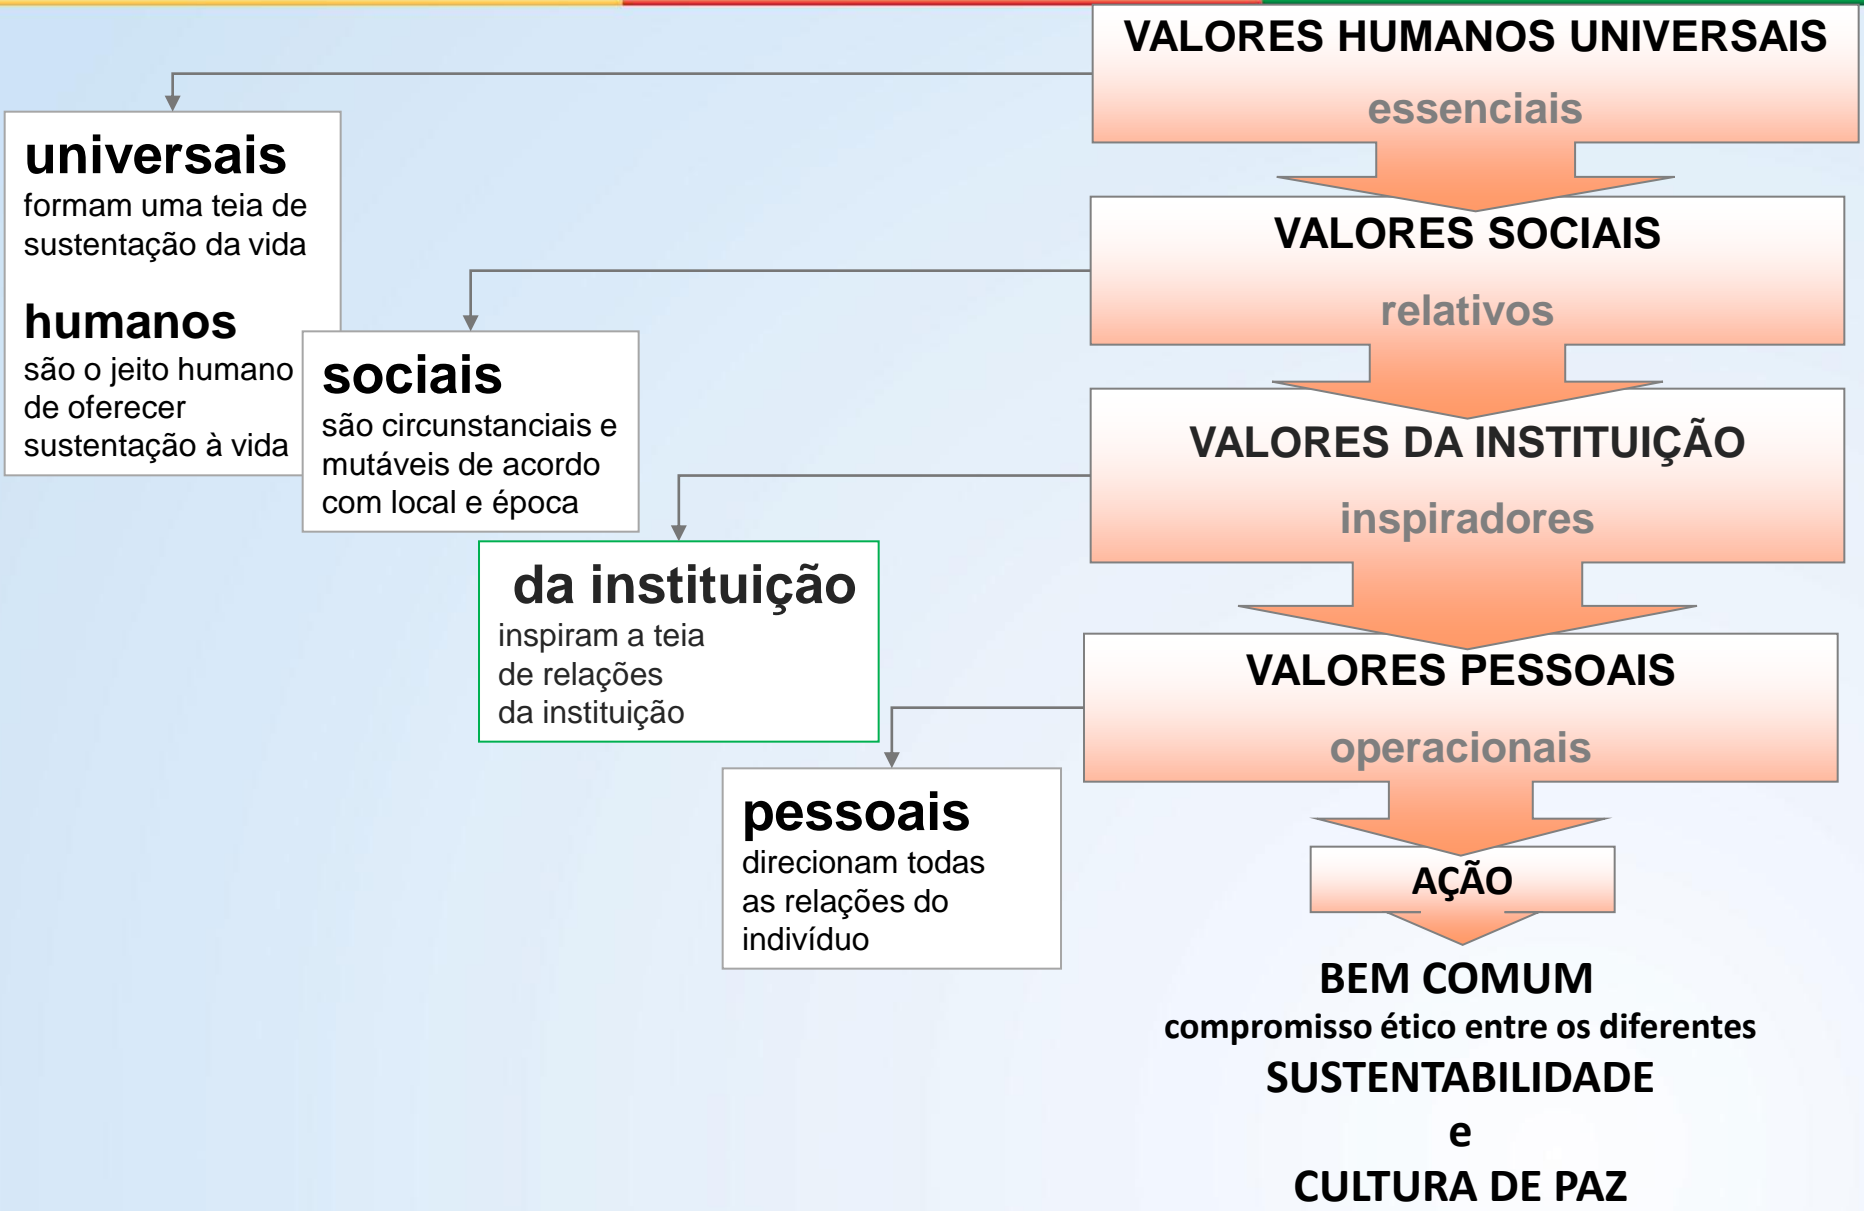 VALORES HUMANOS UNIVERSAIS
essenciais
universais
formam uma teia de
sustentação da vida
humanos
são o jeito humano
de oferecer
sustentação à vida
VALORES SOCIAIS
relativos
sociais
são circunstanciais e
mutáveis de acordo
com local e época
VALORES DA INSTITUIÇÃO
inspiradores
da instituição
inspiram a teia
de relações
da instituição
VALORES PESSOAIS
operacionais
pessoais
direcionam todas
as relações do
indivíduo
AÇÃO
BEM COMUM
compromisso ético entre os diferentes
SUSTENTABILIDADE
e
CULTURA DE PAZ